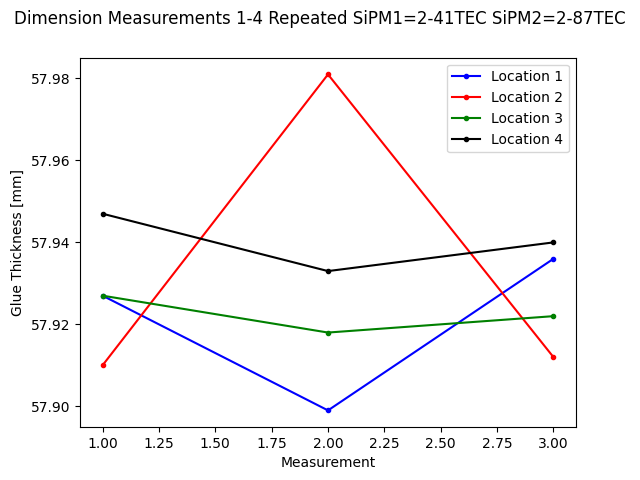 Dimension Measurements 1-4 Repeated SiPM1=2-41TEC SiPM2=2-87TEC
Location 1
Location 2
Location 3
Location 4
Glue Thickness [mm]
57.98
57.96
57.94
57.92
57.90
1.00 1.25 1.50 1.75 2.00 2.25 2.50 2.75 3.00
Measurement